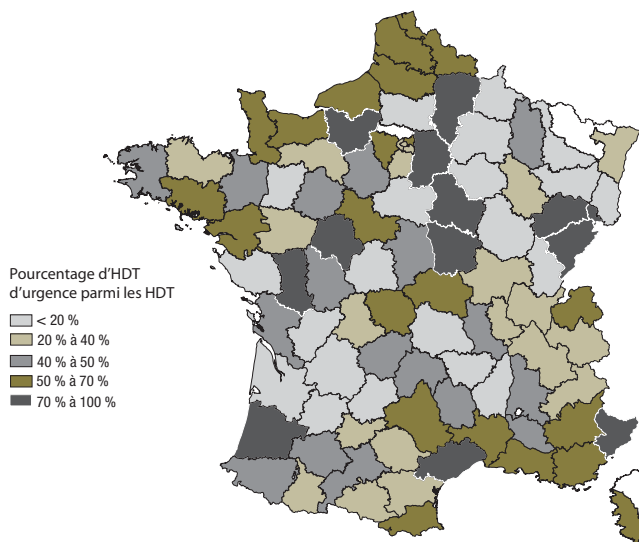 Pourcentage d'HDT
d'urgence parmi les HDT
< 20 %
20 % à 40 %
40 % à 50 %
50 % à 70 %
70 % à 100 %